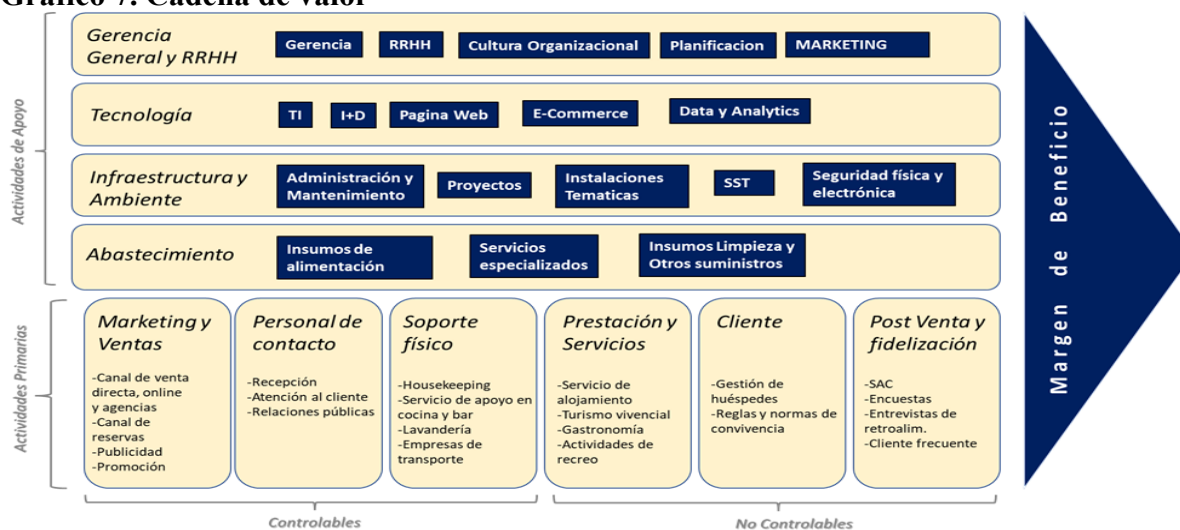 Gráfico 7. Cadena de valor
Actividades de Apoyo
Gerencia
General y RRHH
Gerencia
RRHH
Cultura Organizacional
Planificacion
MARKETING
Tecnología
TI
I+D
Pagina Web
E-Commerce
Data y Analytics
Infraestructura y
Ambiente
Administración y
Mantenimiento
Proyectos
Instalaciones
Tematicas
SST
Seguridad física y
electrónica
Abastecimiento
Insumos de
alimentación
Servicios
especializados
Insumos Limpieza y
Otros suministros
Actividades Primarias
Marketing y
Ventas
-Canal de venta
directa, online
y agencias
-Canal de
reservas
-Publicidad
-Promoción
Personal de
contacto
-Recepción
-Atención al cliente
-Relaciones públicas
Soporte
físico
-Housekeeping
-Servicio de apoyo en
cocina y bar
-Lavandería
-Empresas de
transporte
Prestación y
Servicios
-Servicio de
alojamiento
-Turismo vivencial
-Gastronomía
-Actividades de
recreo
Cliente
-Gestión de
huéspedes
-Reglas y normas de
convivencia
Post Venta y
fidelización
-SAC
-Encuestas
-Entrevistas de
retroalim.
-Cliente frecuente
Margen de Beneficio
Controlables
No Controlables